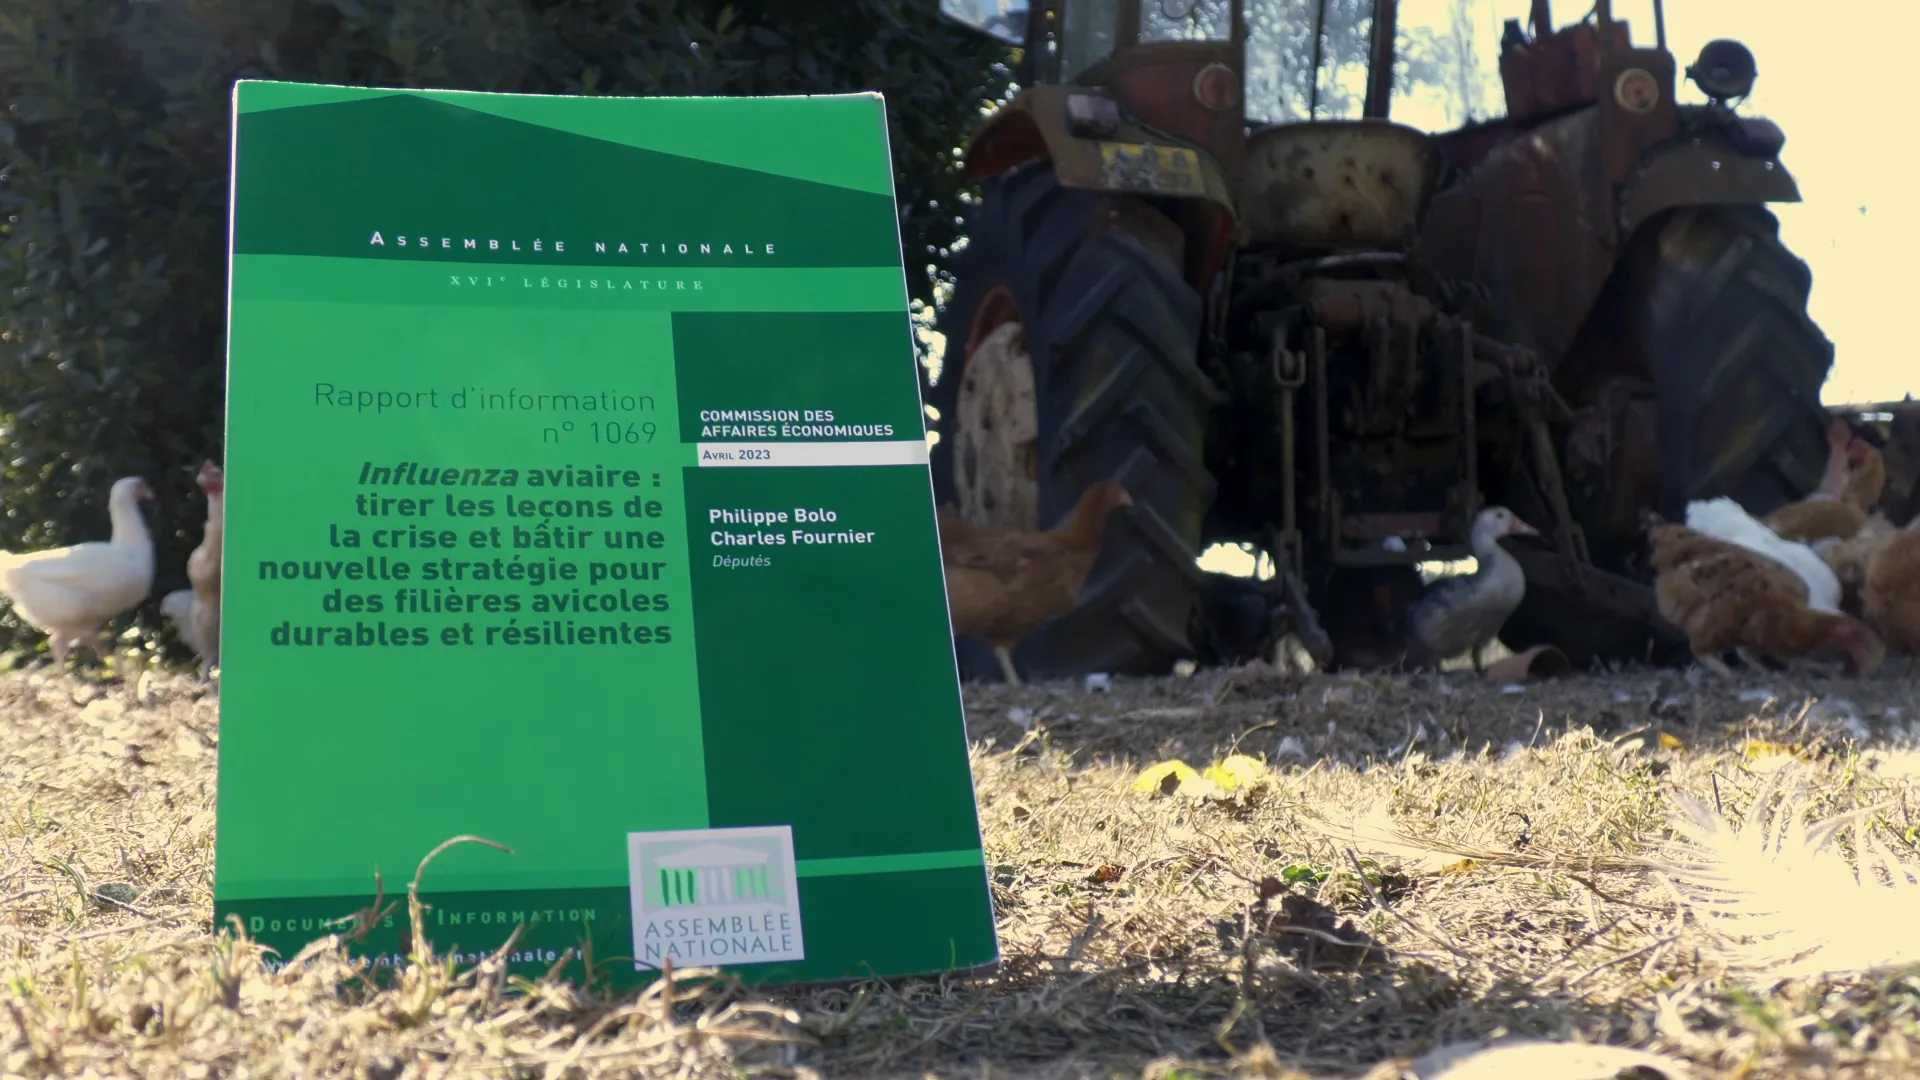 ASSEMBLÉE NATIONALE
XVIe LÉGISLATURE
Rapport d'information
n° 1069
Influenza aviaire :
tirer les leçons de
la crise et bâtir une
nouvelle stratégie pour
des filières avicoles
durables et résilientes
COMMISSION DES
AFFAIRES ÉCONOMIQUES
AVRIL 2023
Philippe Bolo
Charles Fournier
Députés
DOCUMENTS D'INFORMATION
ASSEMBLÉE
NATIONALE